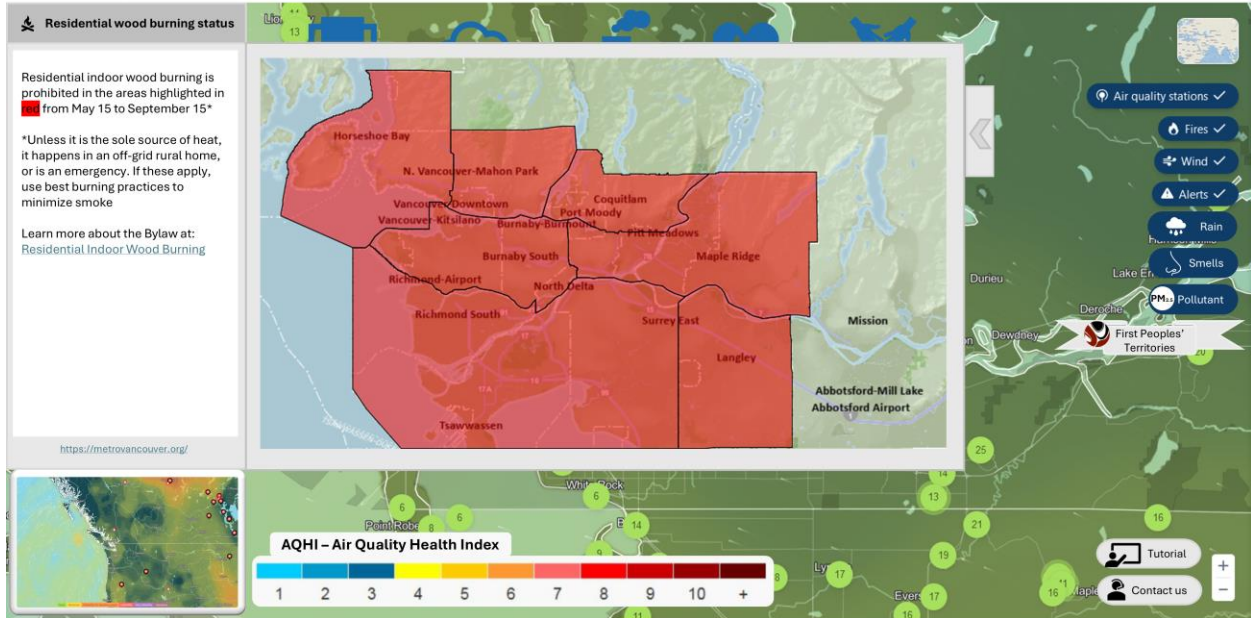 Residential wood burning status
Residential indoor wood burning is
prohibited in the areas highlighted in
red from May 15 to September 15*
*Unless it is the sole source of heat,
it happens in an off-grid rural home,
or is an emergency. If these apply,
use best burning practices to
minimize smoke
Learn more about the Bylaw at:
Residential Indoor Wood Burning
https://metrovancouver.org/
13
Horseshoe Bay
N. Vancouver-Mahon Park
Coquitlam
Vancouver-Downtown
Port Moody
Vancouver-Kitsilano
Burnaby-Burmount
Pitt Meadows
Burnaby South
Maple Ridge
Richmond-Airport
North Delta
Richmond South
Surrey East
Mission
Langley
17
17A
Abbotsford-Mill Lake
Abbotsford Airport
1
Tsawwassen
Air quality stations
Fires
Wind
Alerts
Rain
Smells
PM2.5 Pollutant
First Peoples'
Territories
Durieu
Deroche
Dewdney
20
25
14
13
6
6
6
8
14
21
16
9
19
8
17
17
16
16
11
AQHI – Air Quality Health Index
1 2 3 4 5 6 7 8 9 10 +
Tutorial
Contact us
+
−